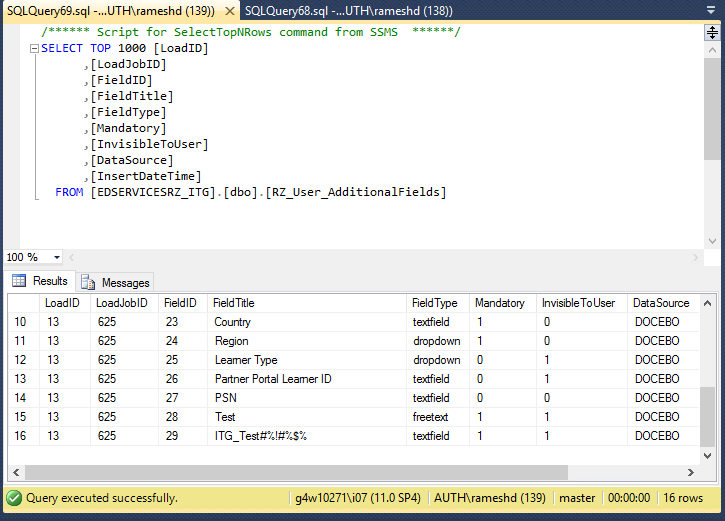 SQLQuery69.sql -...UTH\rameshd (139)) SQLQuery68.sql -...UTH\rameshd (138))
/****** Script for SelectTopNRows command from SSMS ******/
SELECT TOP 1000 [LoadID]
,[LoadJobID]
,[FieldID]
,[FieldTitle]
,[FieldType]
,[Mandatory]
,[InvisibleToUser]
,[DataSource]
,[InsertDateTime]
FROM [EDSERVICESRZ_ITG].[dbo].[RZ_User_AdditionalFields]
100 %
Results Messages
LoadID LoadJobID FieldID FieldTitle FieldType Mandatory InvisibleToUser DataSource
10 13 625 23 Country textfield 1 0 DOCEBO
11 13 625 24 Region dropdown 1 0 DOCEBO
12 13 625 25 Learner Type dropdown 0 1 DOCEBO
13 13 625 26 Partner Portal Learner ID textfield 0 1 DOCEBO
14 13 625 27 PSN textfield 0 0 DOCEBO
15 13 625 28 Test freetext 1 1 DOCEBO
16 13 625 29 ITG_Test#%!#%$% textfield 1 1 DOCEBO
Query executed successfully. g4w10271\i07 (11.0 SP4) AUTH\rameshd (139) master 00:00:00 16 rows